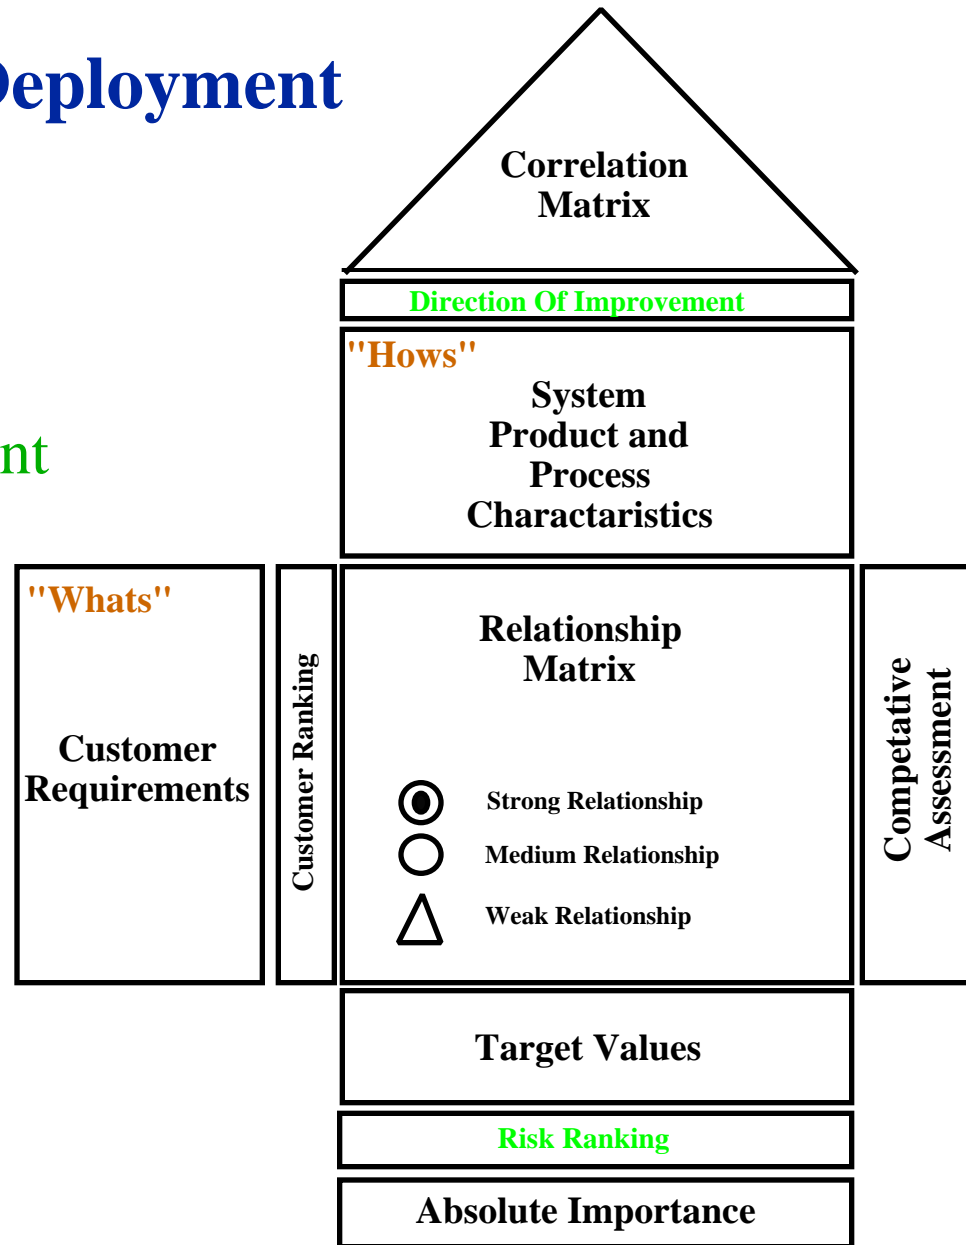 Deployment
Correlation
Matrix
Direction Of Improvement
"Hows"
System
Product and
Process
Charactaristics
nt
"Whats"
Customer
Requirements
Customer Ranking
Relationship
Matrix
Strong Relationship
Medium Relationship
Weak Relationship
Competative
Assessment
Target Values
Risk Ranking
Absolute Importance